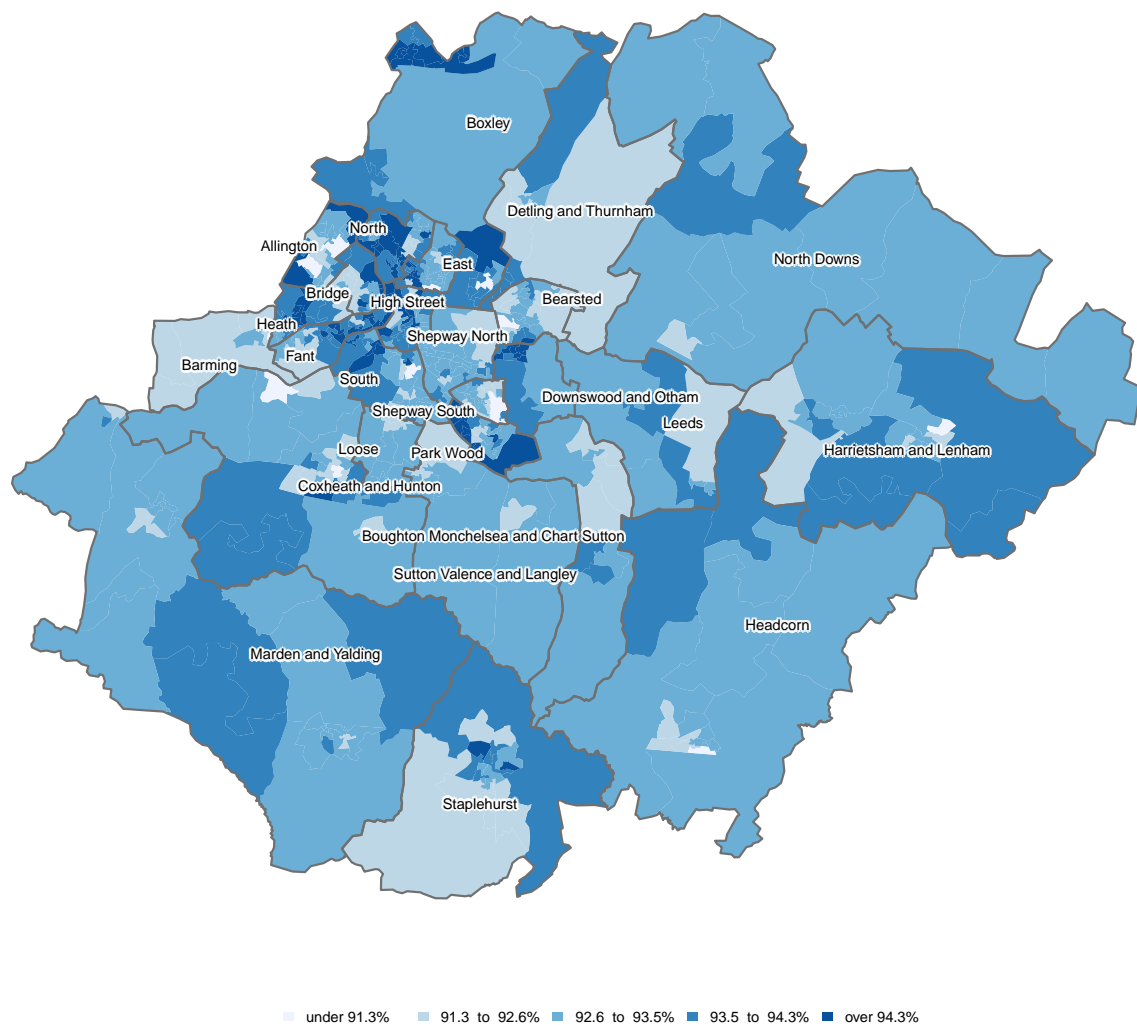 Boxley
Detling and Thurnham
North
Allington
East
North Downs
Bridge
High Street
Bearsted
Heath
Shepway North
Fant
Barming
South
Downswood and Otham
Shepway South
Leeds
Loose
Park Wood
Harrietsham and Lenham
Coxheath and Hunton
Boughton Monchelsea and Chart Sutton
Sutton Valence and Langley
Headcorn
Marden and Yalding
Staplehurst
under 91.3% 91.3 to 92.6% 92.6 to 93.5% 93.5 to 94.3% over 94.3%